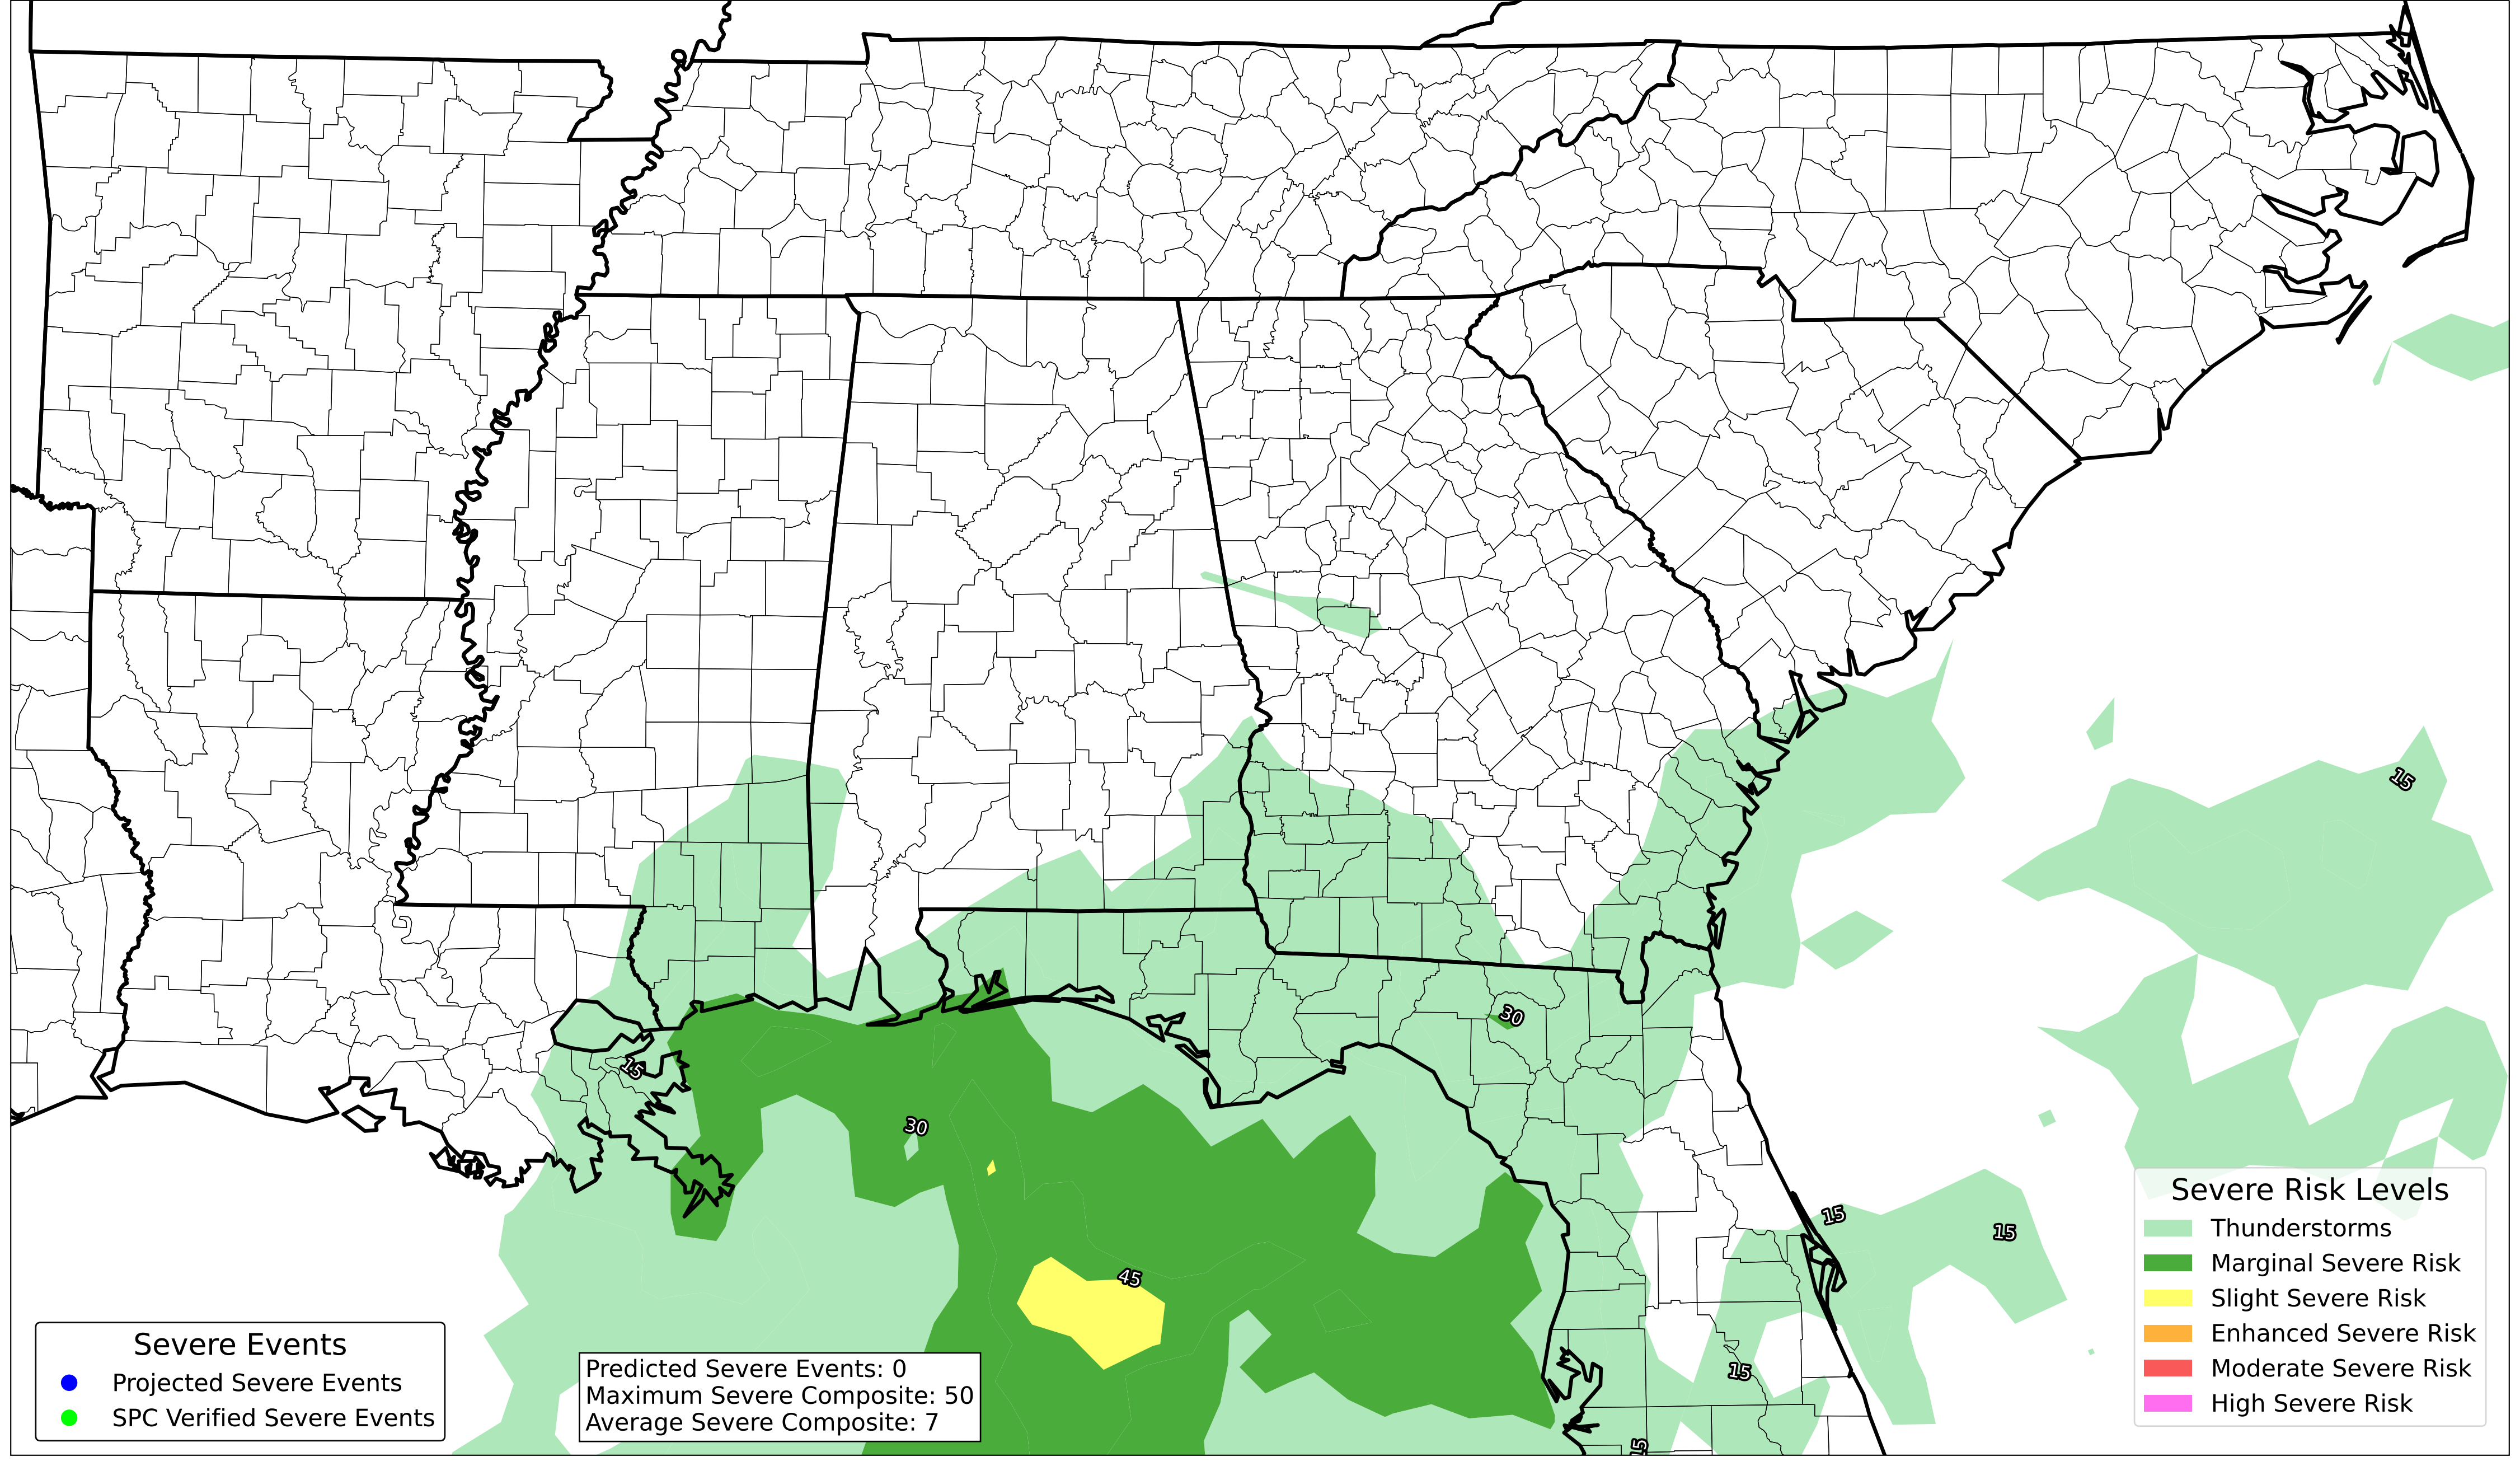 15
30
15
30
45
15
15
15
15
Severe Risk Levels
Thunderstorms
Marginal Severe Risk
Slight Severe Risk
Enhanced Severe Risk
Moderate Severe Risk
High Severe Risk
Severe Events
Projected Severe Events
SPC Verified Severe Events
Predicted Severe Events: 0
Maximum Severe Composite: 50
Average Severe Composite: 7